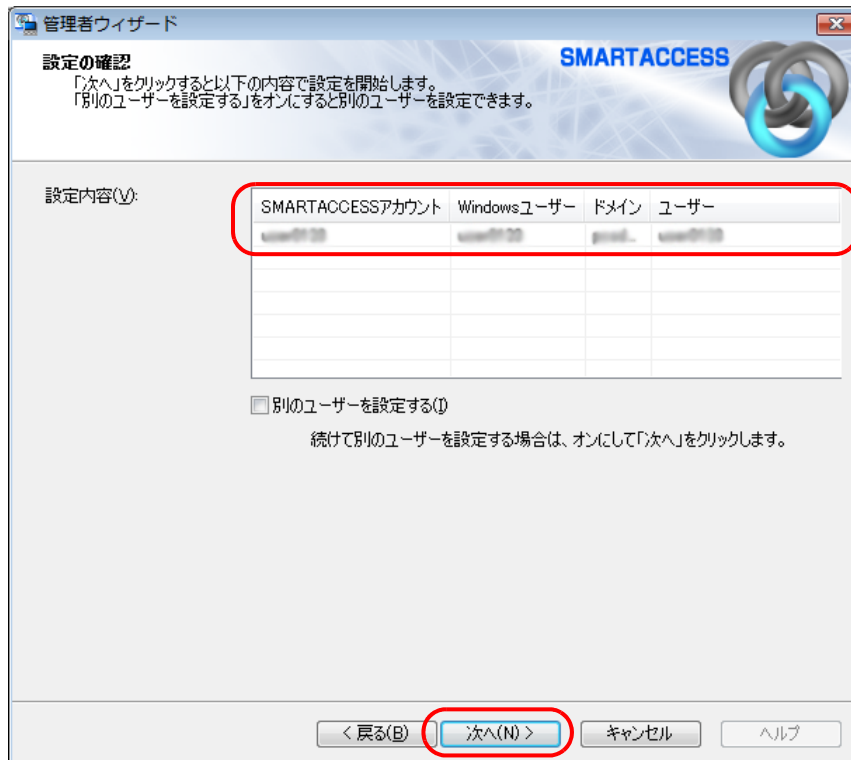 管理者ウィザード
設定の確認
SMARTACCESS
「次へ」をクリックすると以下の内容で設定を開始します。
「別のユーザーを設定する」をオンにすると別のユーザーを設定できます。
設定内容(V):
SMARTACCESSアカウント Windowsユーザー ドメイン ユーザー
別のユーザーを設定する(I)
続けて別のユーザーを設定する場合は、オンにして「次へ」をクリックします。
< 戻る(B) 次へ(N) > キャンセル ヘルプ